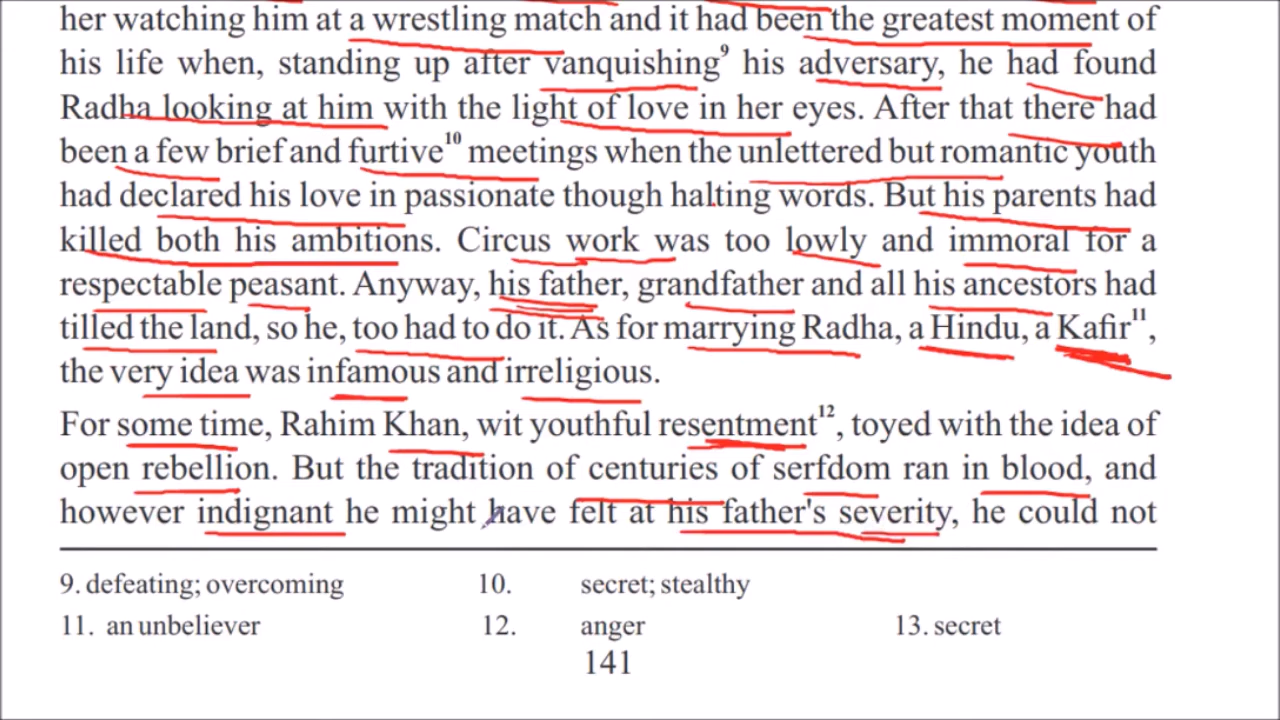 her watching him at a wrestling match and it had been the greatest moment of
his life when, standing up after vanquishing9 his adversary, he had found
Radha looking at him with the light of love in her eyes. After that there had
been a few brief and furtive10 meetings when the unlettered but romantic youth
had declared his love in passionate though halting words. But his parents had
killed both his ambitions. Circus work was too lowly and immoral for a
respectable peasant. Anyway, his father, grandfather and all his ancestors had
tilled the land, so he, too had to do it. As for marrying Radha, a Hindu, a Kafir11,
the very idea was infamous and irreligious.
For some time, Rahim Khan, wit youthful resentment12, toyed with the idea of
open rebellion. But the tradition of centuries of serfdom ran in blood, and
however indignant he might have felt at his father's severity, he could not
9. defeating; overcoming 10. secret; stealthy
11. an unbeliever 12. anger 13. secret
141